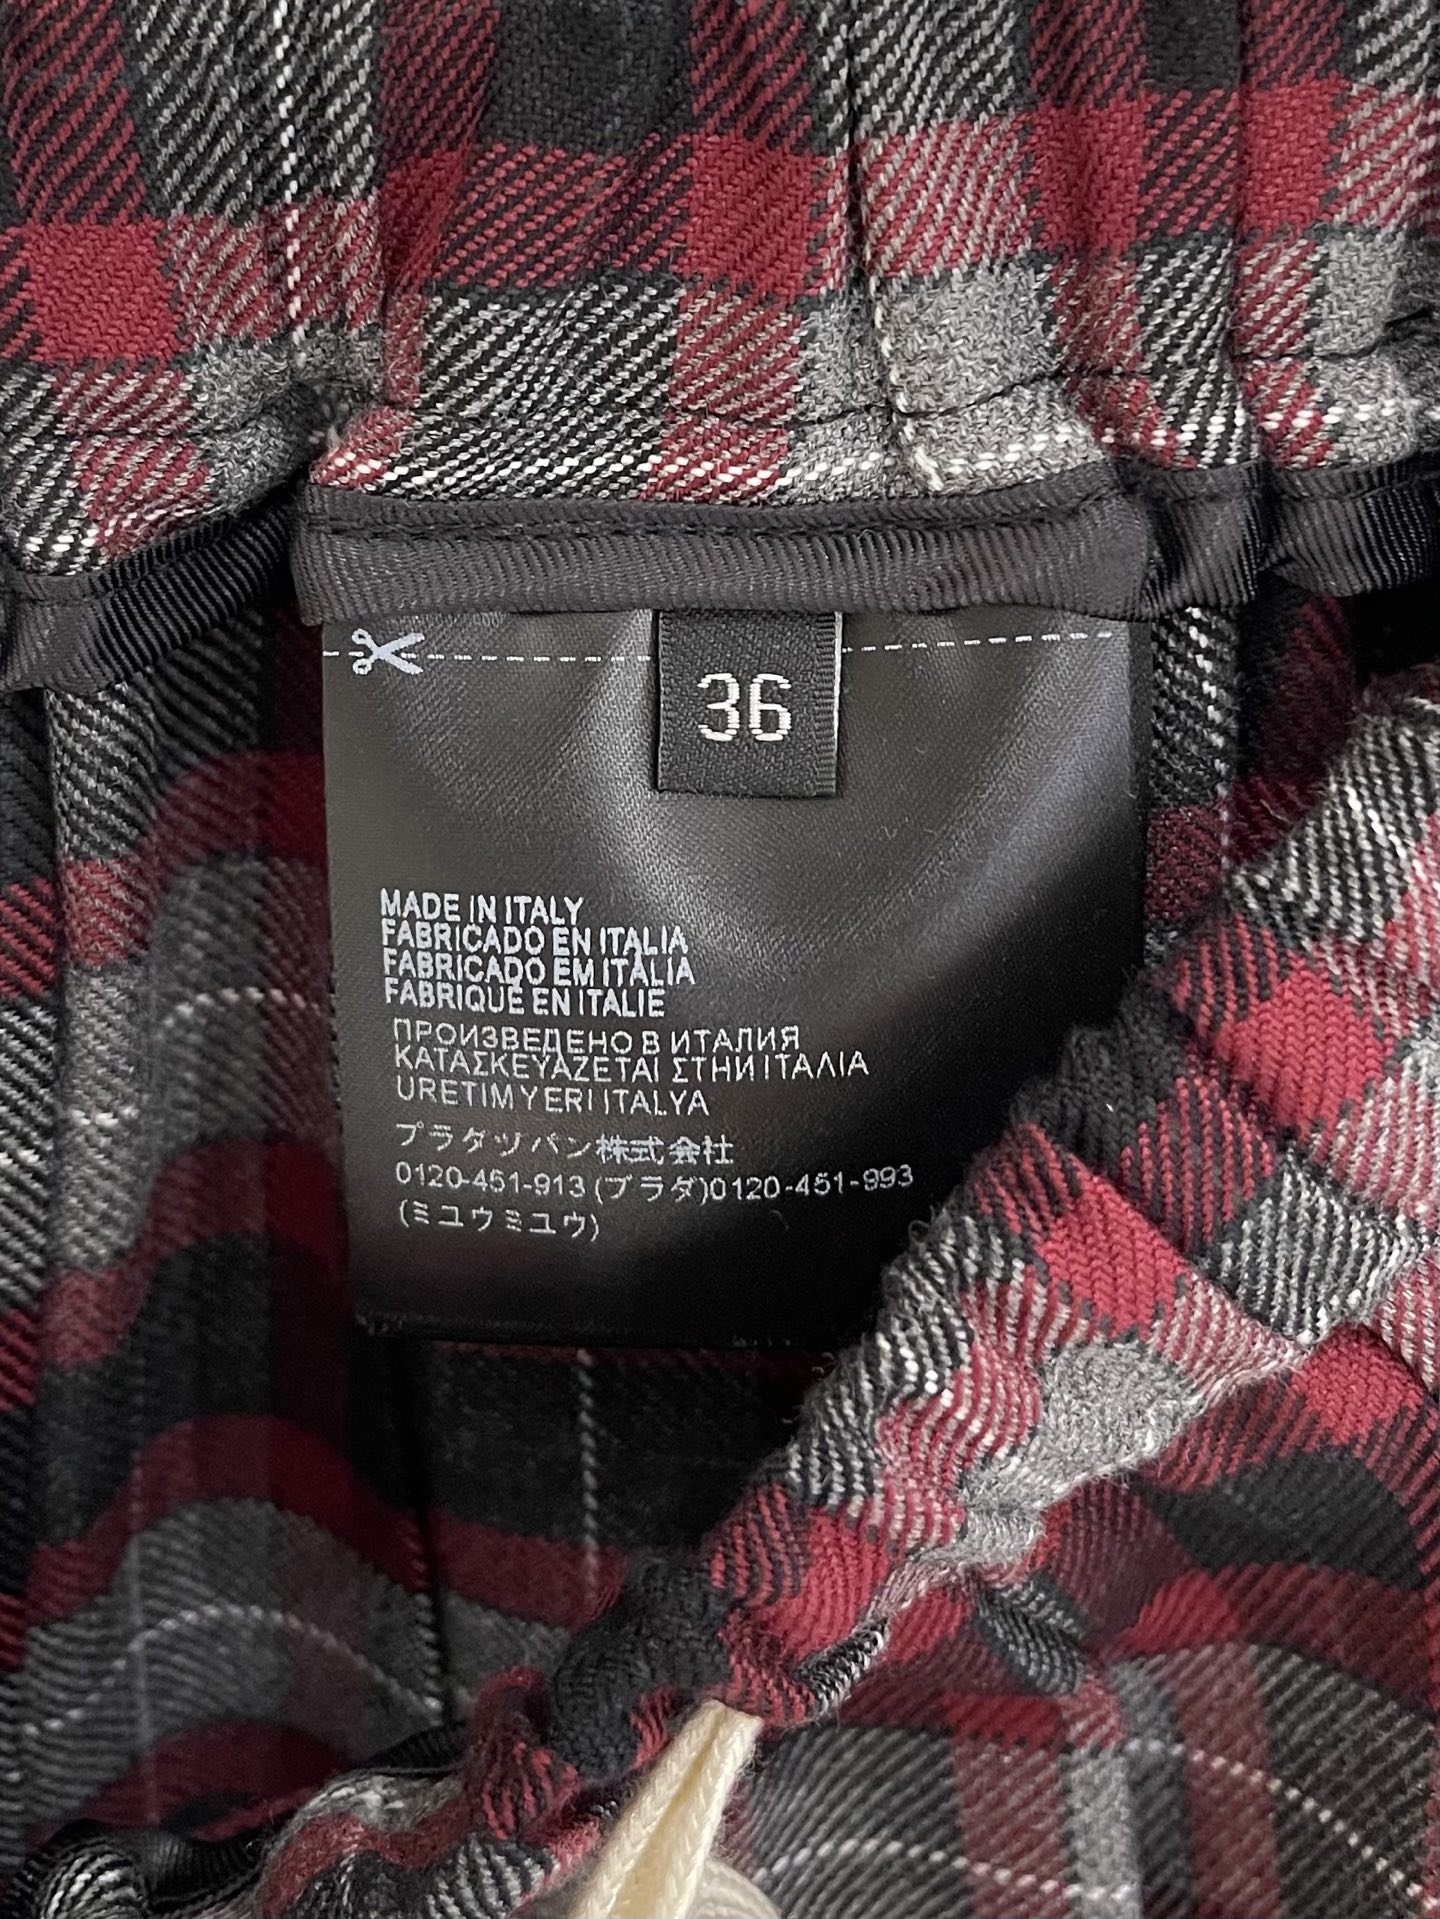 36
MADE IN ITALY
FABRICADO EN ITALIA
FABRICADO EM ITÁLIA
FABRIQUE EN ITALIE
ПРОИЗВЕДЕНО В ИТАЛИЯ
ΚΑΤΑΣΚΕΥΑΖΕΤΑΙ ΣΤΗΝ ΙΤΑΛΙΑ
URETIM YERI ITALYA
プラダジャパン株式会社
0120-451-913 (プラダ)0120-451-993
(ミュウミュウ)